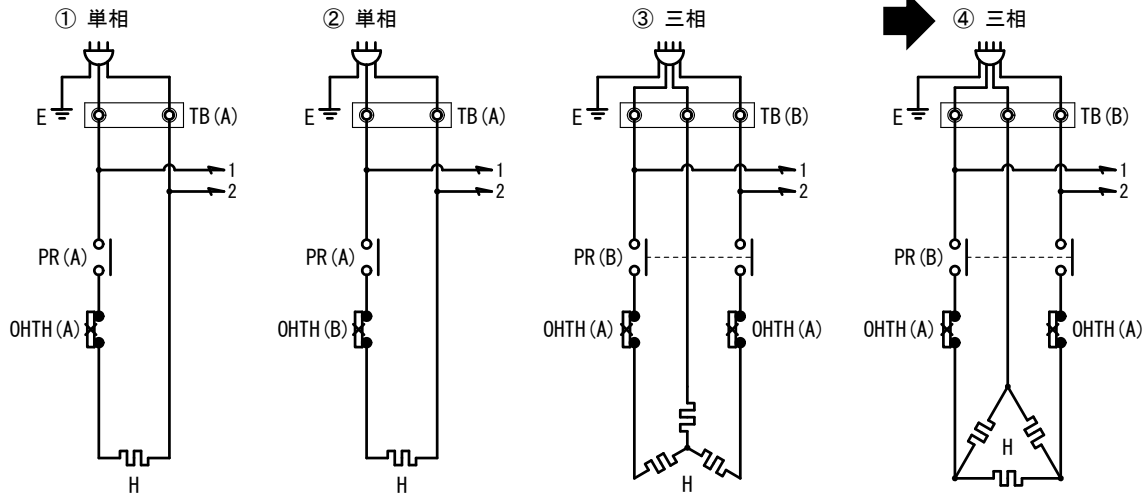 ① 単相
② 単相
③ 三相
④ 三相
E
TB(A)
E
TB(A)
E
TB(B)
E
TB(B)
1
2
1
2
1
2
1
2
PR(A)
PR(A)
PR(B)
PR(B)
OHTH(A)
OHTH(B)
OHTH(A)
OHTH(A)
OHTH(A)
OHTH(A)
H
H
H
H